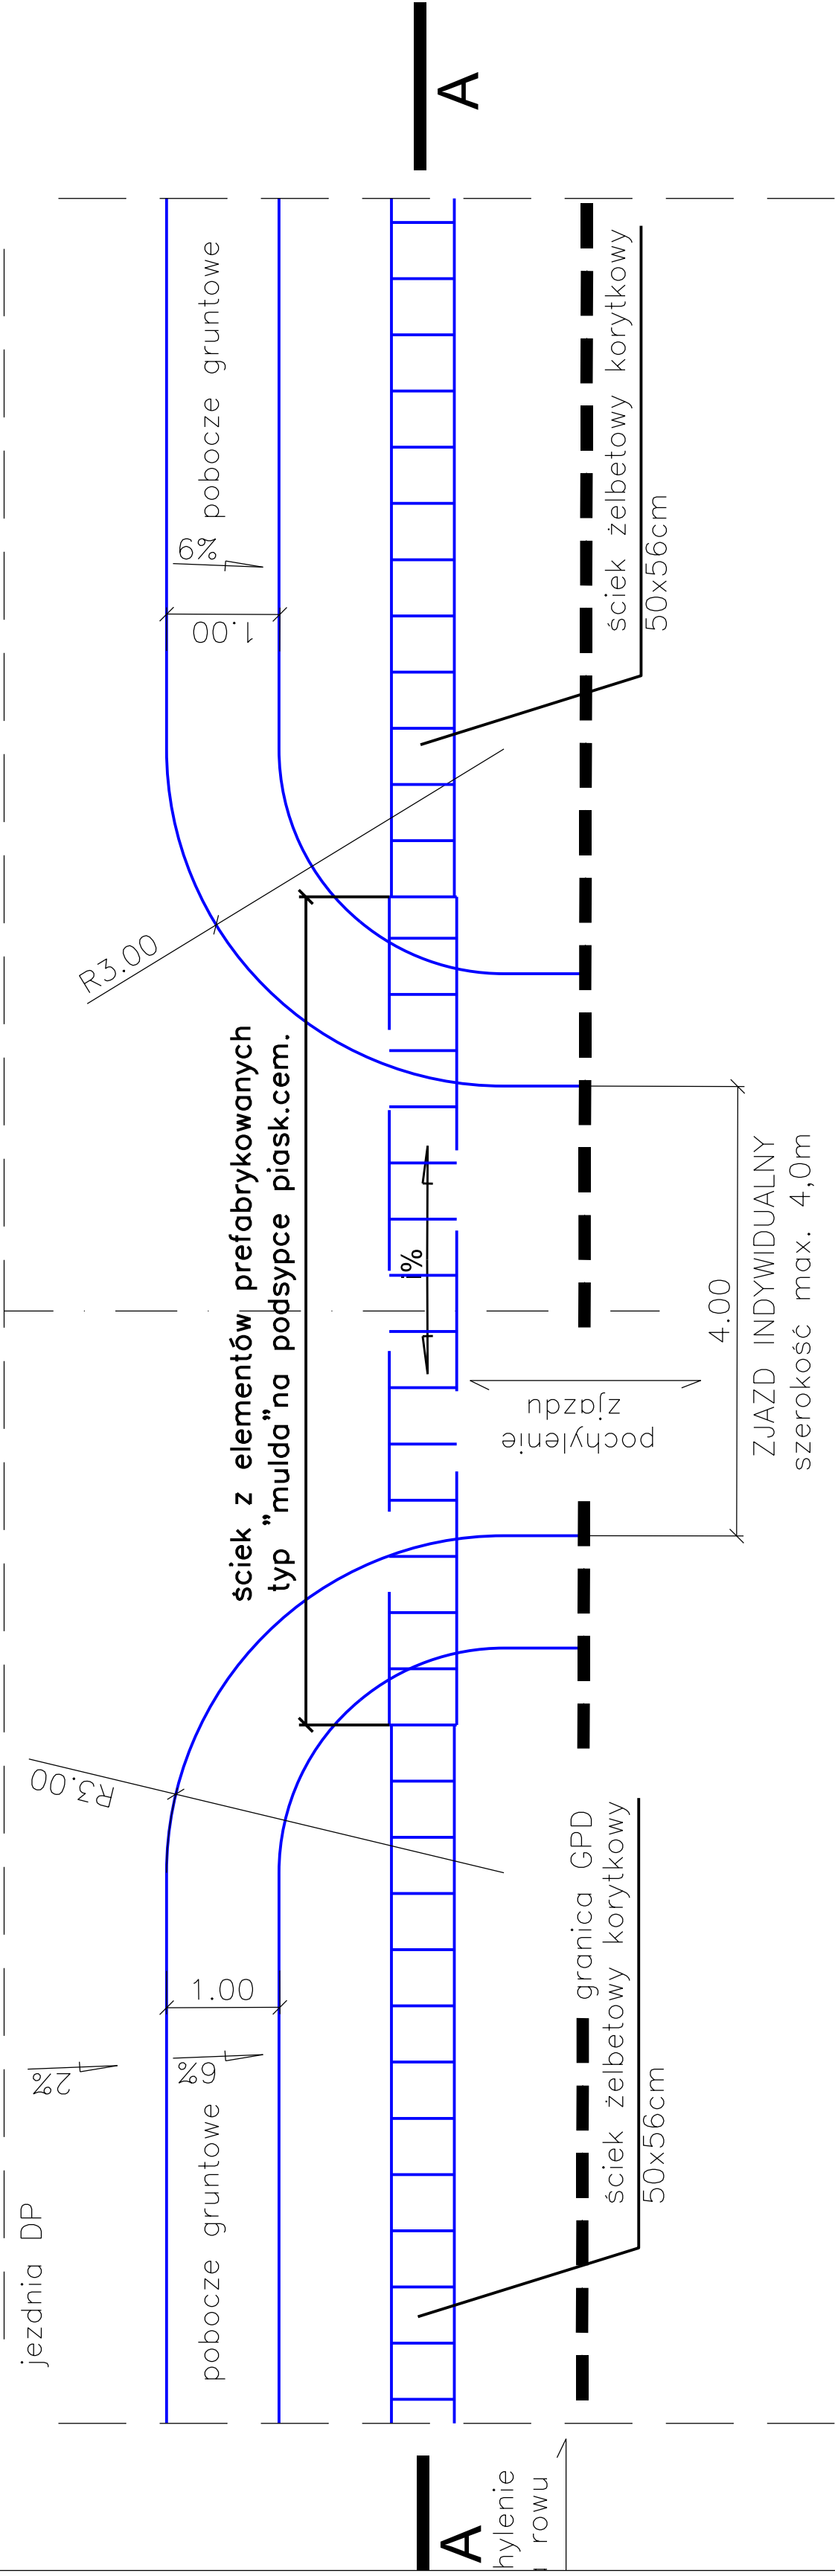 jezdnia DP
2%
pobocze gruntowe
6%
1.00
R3.00
ściek z elementów prefabrykowanych
typ "mulda"na podsypce piask.cem.
R3.00
1.00
6%
pobocze gruntowe
i%
A
A
hylenie
rowu
pochylenie
zjazdu
granica GPD
ściek żelbetowy korytkowy
50x56cm
ściek żelbetowy korytkowy
50x56cm
4.00
ZJAZD INDYWIDUALNY
szerokość max. 4,0m